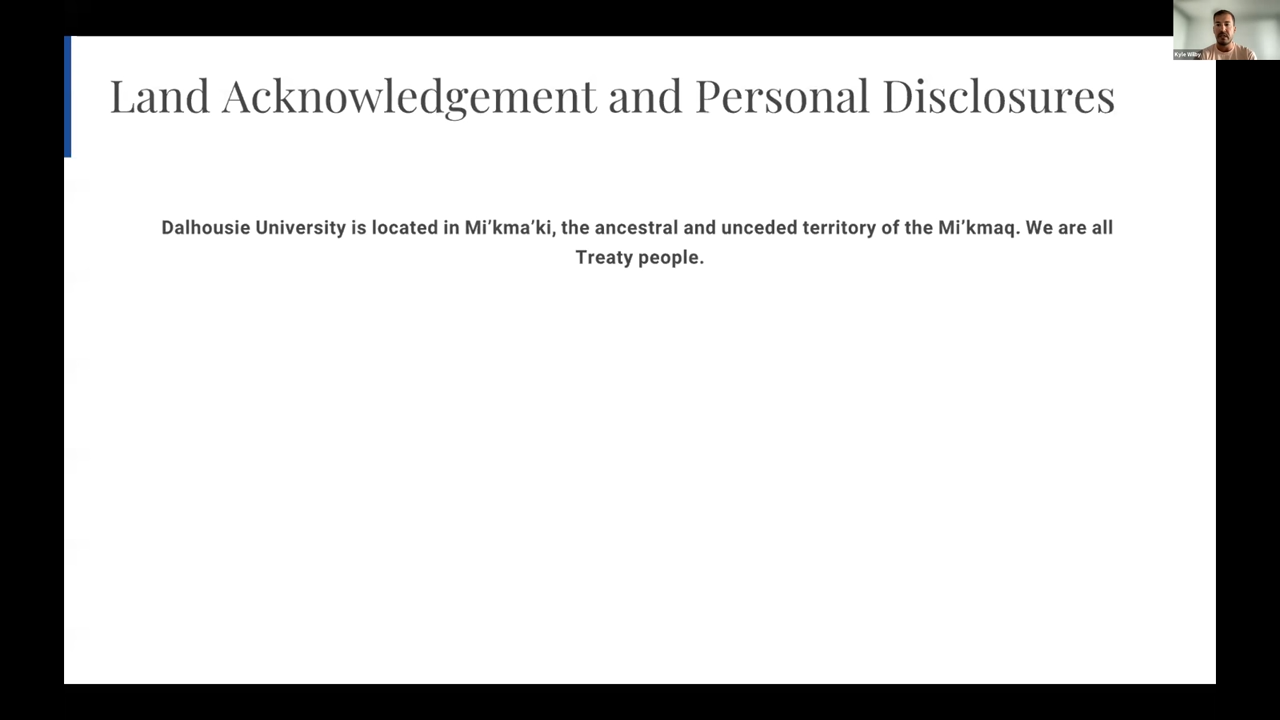 Land Acknowledgement and Personal Disclosures
Dalhousie University is located in Mi’kma’ki, the ancestral and unceded territory of the Mi’kmaq. We are all
Treaty people.
Kyle Wilby